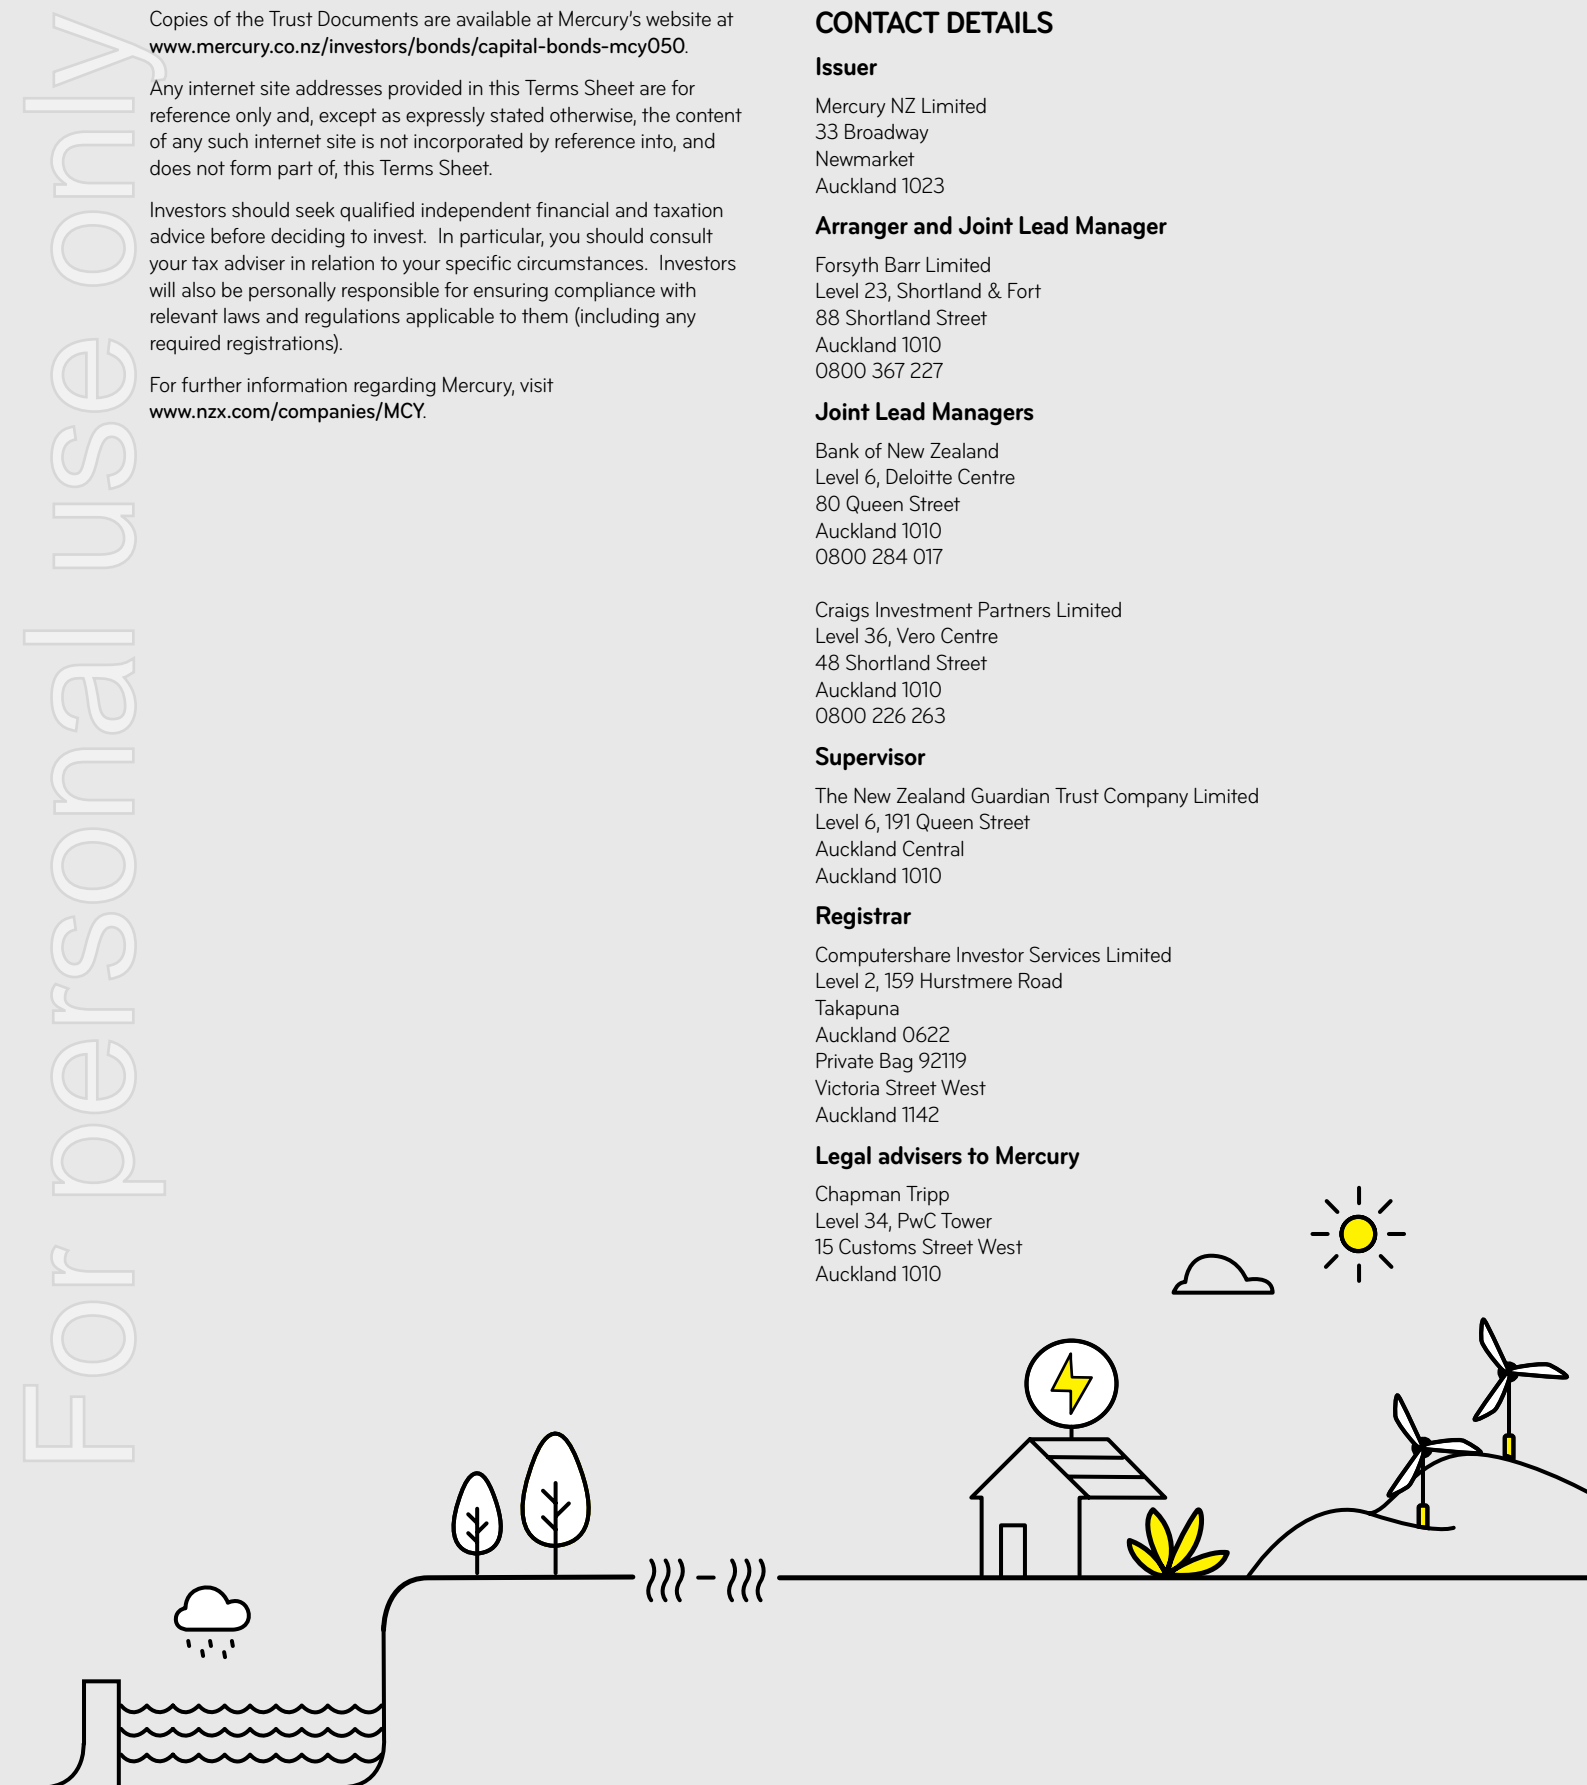 For personal use only
Copies of the Trust Documents are available at Mercury's website at
www.mercury.co.nz/investors/bonds/capital-bonds-mcy050.
Any internet site addresses provided in this Terms Sheet are for
reference only and, except as expressly stated otherwise, the content
of any such internet site is not incorporated by reference into, and
does not form part of, this Terms Sheet.
Investors should seek qualified independent financial and taxation
advice before deciding to invest.  In particular, you should consult
your tax adviser in relation to your specific circumstances.  Investors
will also be personally responsible for ensuring compliance with
relevant laws and regulations applicable to them (including any
required registrations).
For further information regarding Mercury, visit
www.nzx.com/companies/MCY.
CONTACT DETAILS
Issuer
Mercury NZ Limited
33 Broadway
Newmarket
Auckland 1023
Arranger and Joint Lead Manager
Forsyth Barr Limited
Level 23, Shortland & Fort
88 Shortland Street
Auckland 1010
0800 367 227
Joint Lead Managers
Bank of New Zealand
Level 6, Deloitte Centre
80 Queen Street
Auckland 1010
0800 284 017
Craigs Investment Partners Limited
Level 36, Vero Centre
48 Shortland Street
Auckland 1010
0800 226 263
Supervisor
The New Zealand Guardian Trust Company Limited
Level 6, 191 Queen Street
Auckland Central
Auckland 1010
Registrar
Computershare Investor Services Limited
Level 2, 159 Hurstmere Road
Takapuna
Auckland 0622
Private Bag 92119
Victoria Street West
Auckland 1142
Legal advisers to Mercury
Chapman Tripp
Level 34, PwC Tower
15 Customs Street West
Auckland 1010